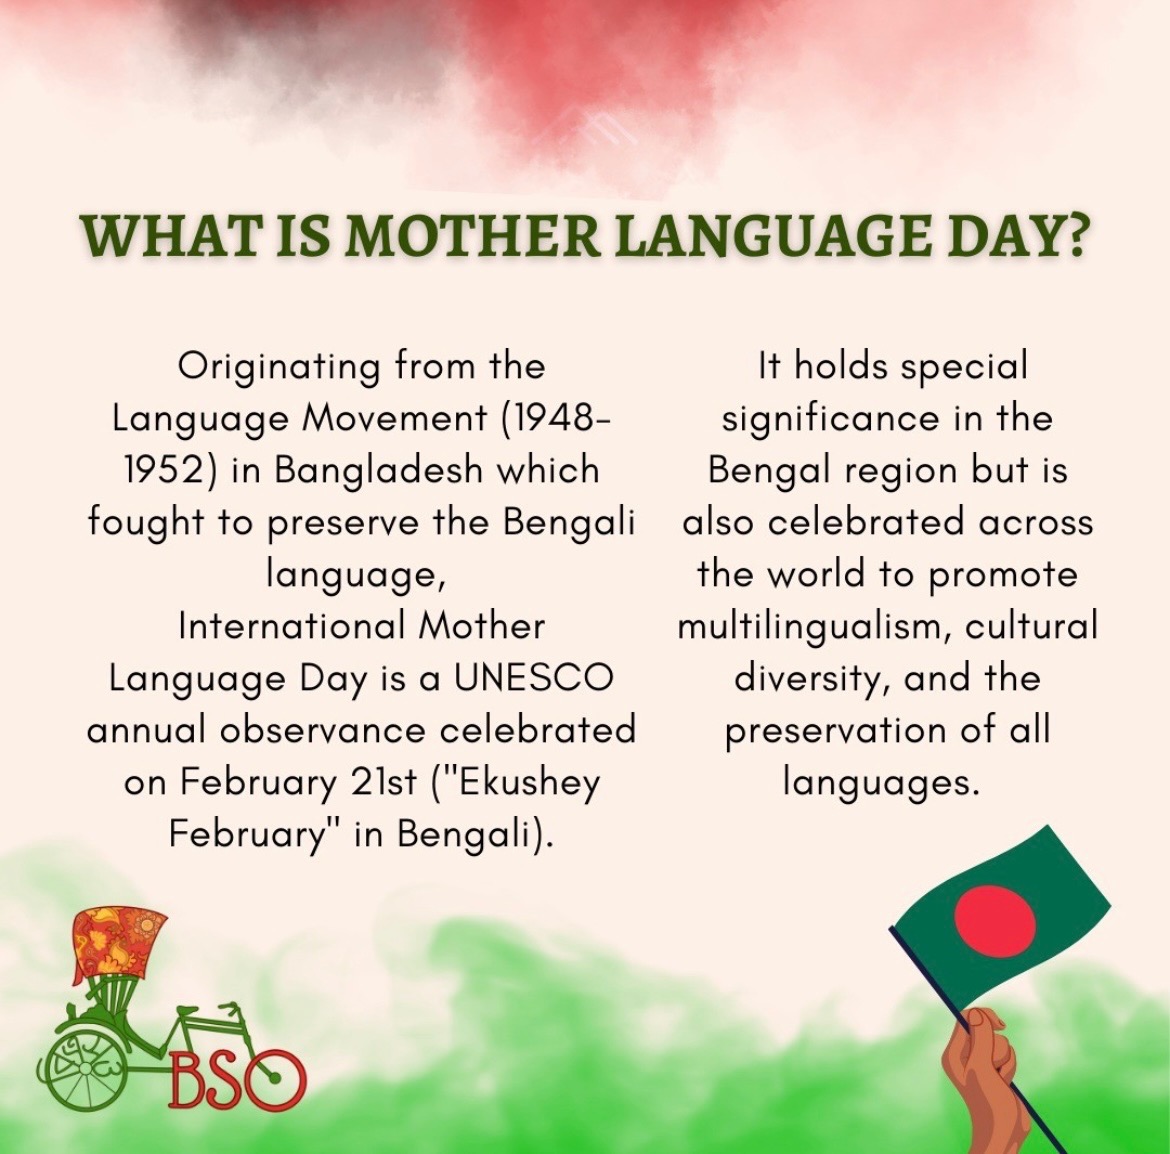 WHAT IS MOTHER LANGUAGE DAY?
Originating from the
Language Movement (1948-
1952) in Bangladesh which
fought to preserve the Bengali
language,
International Mother
Language Day is a UNESCO
annual observance celebrated
on February 21st ("Ekushey
February" in Bengali).
It holds special
significance in the
Bengal region but is
also celebrated across
the world to promote
multilingualism, cultural
diversity, and the
preservation of all
languages.
BSO